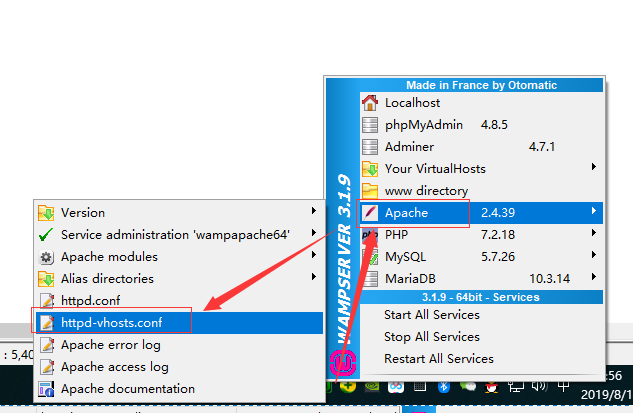 Made in France by Otomatic
Localhost
phpMyAdmin 4.8.5
Adminer 4.7.1
Your VirtualHosts
www directory
Apache 2.4.39
php PHP 7.2.18
MySQL 5.7.26
MariaDB 10.3.14
3.1.9 - 64bit - Services
Start All Services
Stop All Services
Restart All Services
WAMPSERVER 3.1.9
Version
Service administration 'wampapache64'
Apache modules
Alias directories
httpd.conf
httpd-vhosts.conf
Apache error log
Apache access log
Apache documentation
: 5,40
中
:56
2019/8/1